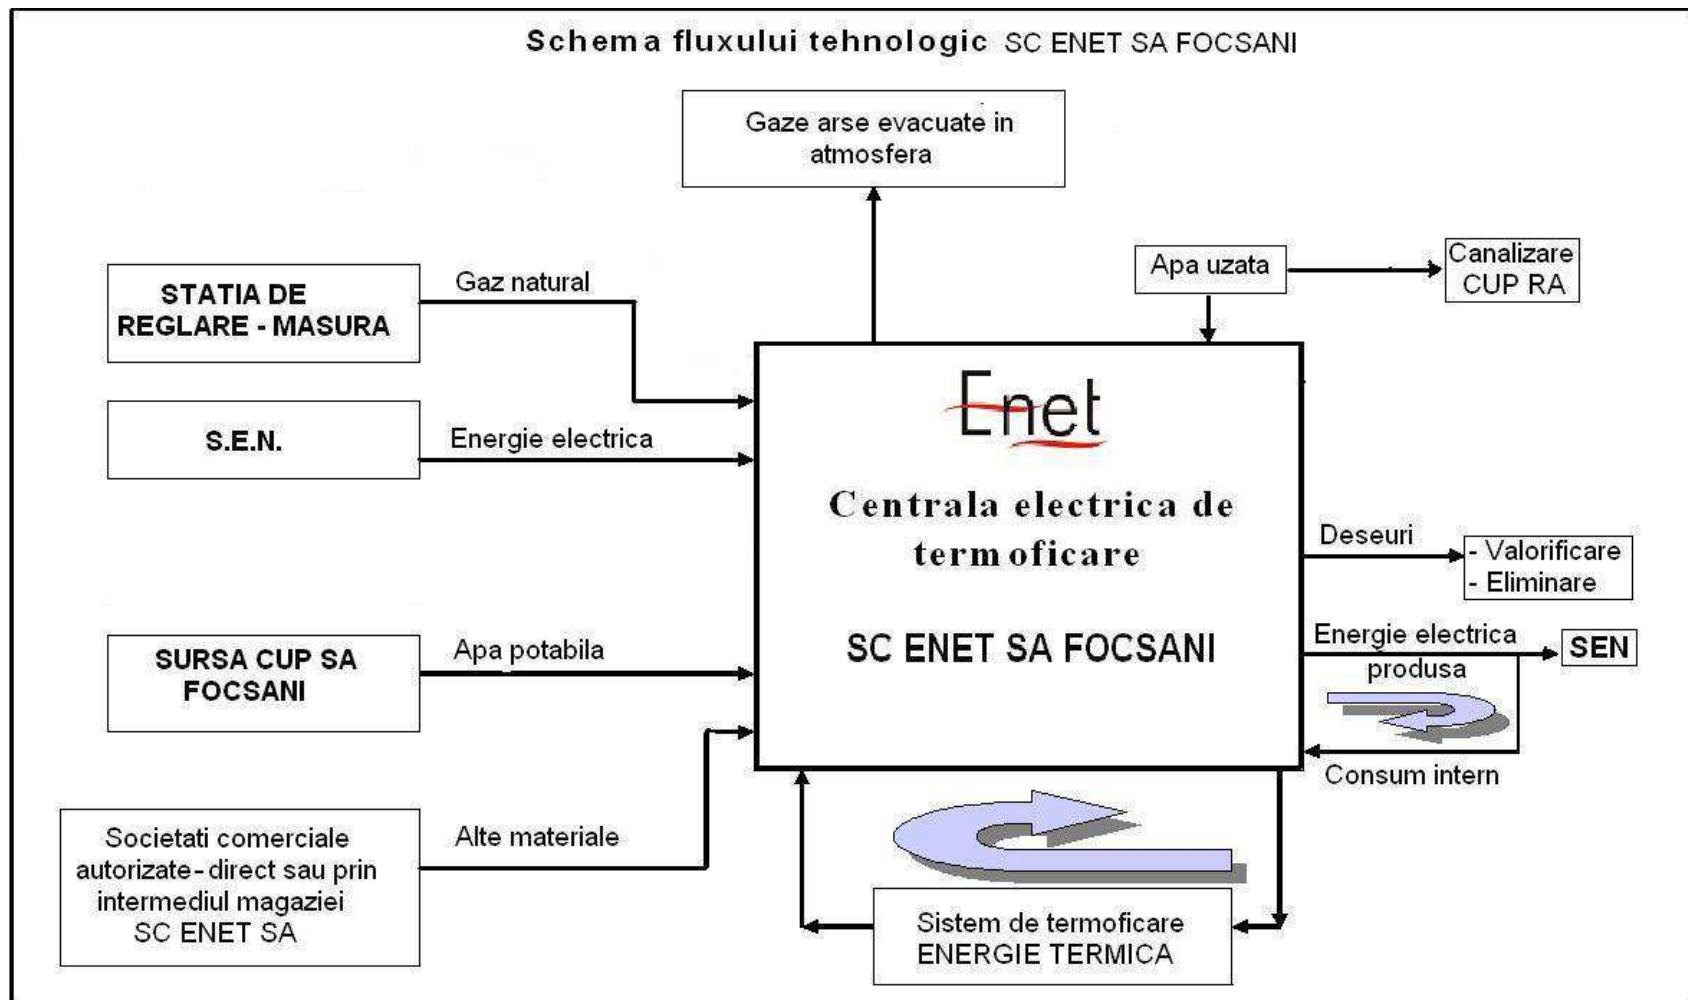 Schema fluxului tehnologic SC ENET SA FOCSANI
Gaze arse evacuate in
atmosfera
Apa uzata
Canalizare
CUP RA
STATIA DE
REGLARE - MASURA
Gaz natural
S.E.N.
Energie electrica
Enet
Centrala electrica de
termoficare
SC ENET SA FOCSANI
Deseuri
- Valorificare
- Eliminare
Energie electrica
produsa
SEN
Consum intern
SURSA CUP SA
FOCSANI
Apa potabila
Societati comerciale
autorizate-direct sau prin
intermediul magaziei
SC ENET SA
Alte materiale
Sistem de termoficare
ENERGIE TERMICA